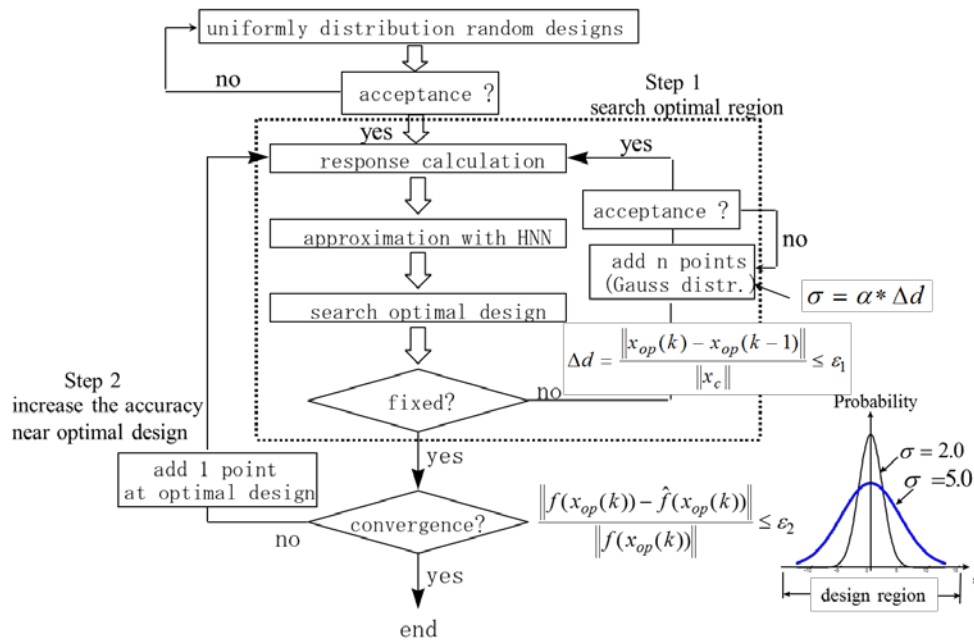 uniformly distribution random designs
no
acceptance ?
Step 1
search optimal region
yes
response calculation
yes
acceptance ?
no
approximation with HNN
add n points
(Gauss distr.)
σ = α* Δd
search optimal design
Δd = ‖x_op(k) − x_op(k−1)‖ / ‖x_c‖ ≤ ε₁
Step 2
increase the accuracy
near optimal design
fixed?
no
Probability
σ = 2.0
σ =5.0
yes
add 1 point
at optimal design
convergence?
no
‖f(x_op(k)) − f̂(x_op(k))‖ / ‖f(x_op(k))‖ ≤ ε₂
design region
yes
end